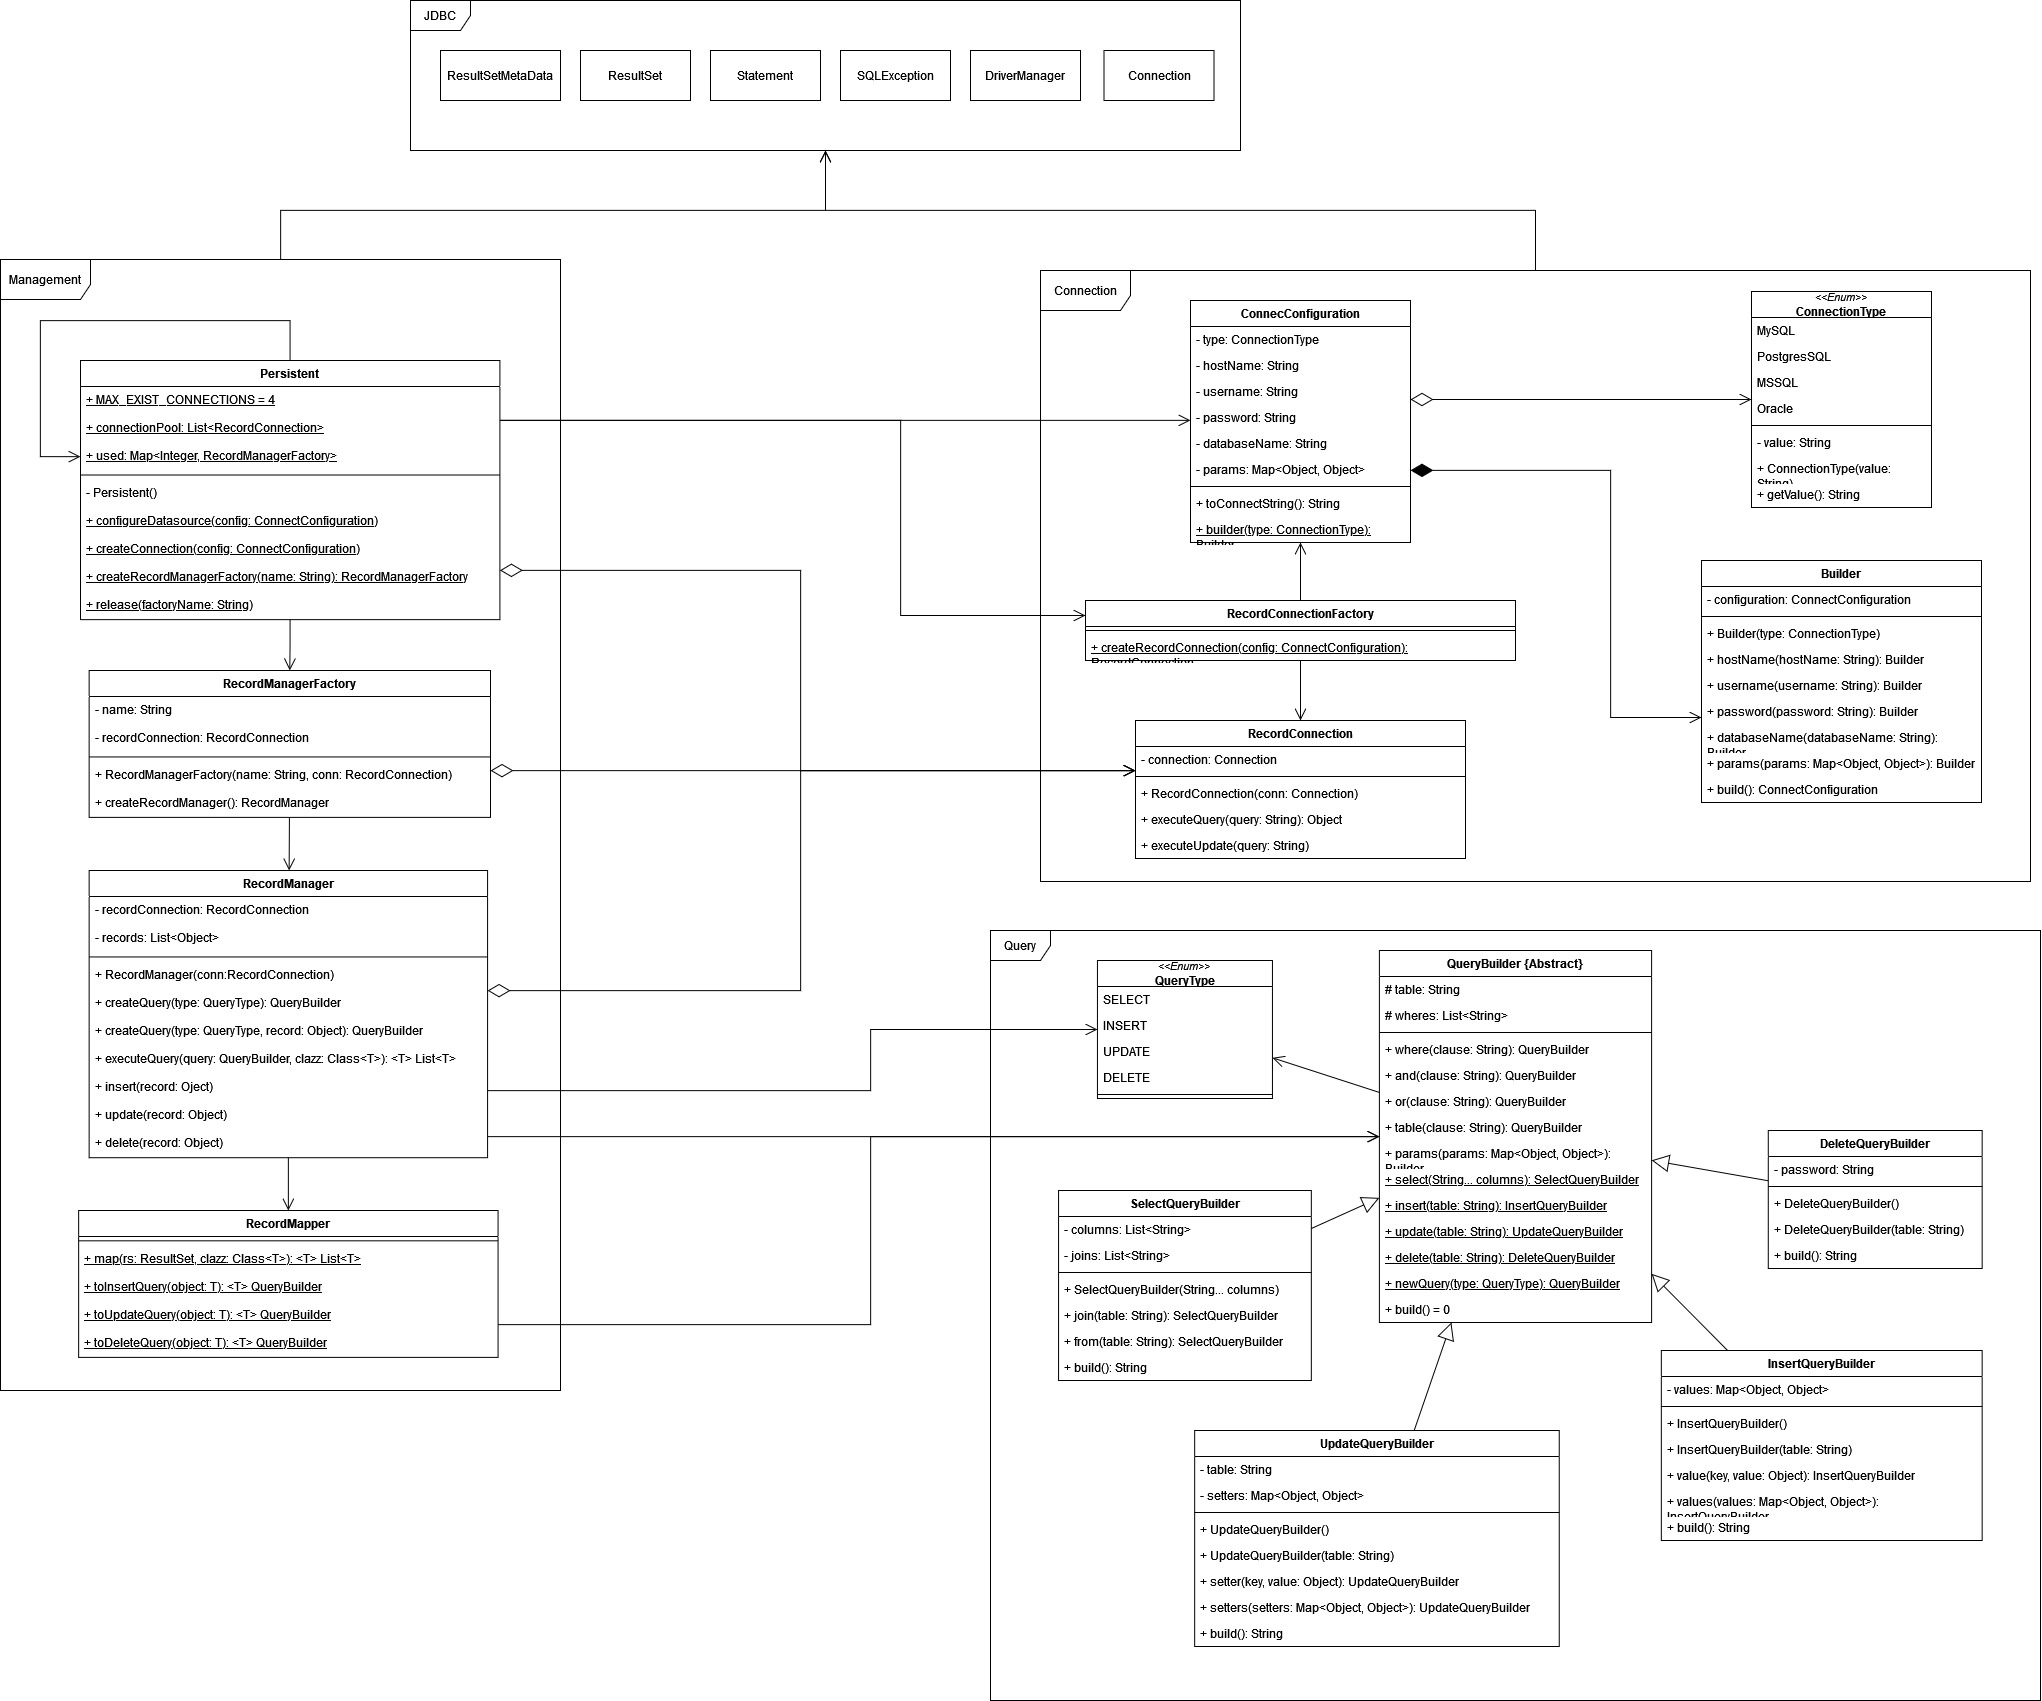 JDBC
ResultSetMetaData
ResultSet
Statement
SQLException
DriverManager
Connection
Management
Persistent
+ MAX_EXIST_CONNECTIONS = 4
+ connectionPool: List<RecordConnection>
+ used: Map<Integer, RecordManagerFactory>
- Persistent()
+ configureDatasource(config: ConnectConfiguration)
+ createConnection(config: ConnectConfiguration)
+ createRecordManagerFactory(name: String): RecordManagerFactory
+ release(factoryName: String)
RecordManagerFactory
- name: String
- recordConnection: RecordConnection
+ RecordManagerFactory(name: String, conn: RecordConnection)
+ createRecordManager(): RecordManager
RecordManager
- recordConnection: RecordConnection
- records: List<Object>
+ RecordManager(conn:RecordConnection)
+ createQuery(type: QueryType): QueryBuilder
+ createQuery(type: QueryType, record: Object): QueryBuilder
+ executeQuery(query: QueryBuilder, clazz: Class<T>): <T> List<T>
+ insert(record: Oject)
+ update(record: Object)
+ delete(record: Object)
RecordMapper
+ map(rs: ResultSet, clazz: Class<T>): <T> List<T>
+ toInsertQuery(object: T): <T> QueryBuilder
+ toUpdateQuery(object: T): <T> QueryBuilder
+ toDeleteQuery(object: T): <T> QueryBuilder
Connection
ConnecConfiguration
- type: ConnectionType
- hostName: String
- username: String
- password: String
- databaseName: String
- params: Map<Object, Object>
+ toConnectString(): String
+ builder(type: ConnectionType):
Builder
<<Enum>>
ConnectionType
MySQL
PostgresSQL
MSSQL
Oracle
- value: String
+ ConnectionType(value:
String)
+ getValue(): String
RecordConnectionFactory
+ createRecordConnection(config: ConnectConfiguration):
RecordConnection
RecordConnection
- connection: Connection
+ RecordConnection(conn: Connection)
+ executeQuery(query: String): Object
+ executeUpdate(query: String)
Builder
- configuration: ConnectConfiguration
+ Builder(type: ConnectionType)
+ hostName(hostName: String): Builder
+ username(username: String): Builder
+ password(password: String): Builder
+ databaseName(databaseName: String):
Builder
+ params(params: Map<Object, Object>): Builder
+ build(): ConnectConfiguration
Query
<<Enum>>
QueryType
SELECT
INSERT
UPDATE
DELETE
QueryBuilder {Abstract}
# table: String
# wheres: List<String>
+ where(clause: String): QueryBuilder
+ and(clause: String): QueryBuilder
+ or(clause: String): QueryBuilder
+ table(clause: String): QueryBuilder
+ params(params: Map<Object, Object>):
Builder
+ select(String... columns): SelectQueryBuilder
+ insert(table: String): InsertQueryBuilder
+ update(table: String): UpdateQueryBuilder
+ delete(table: String): DeleteQueryBuilder
+ newQuery(type: QueryType): QueryBuilder
+ build() = 0
DeleteQueryBuilder
- password: String
+ DeleteQueryBuilder()
+ DeleteQueryBuilder(table: String)
+ build(): String
SelectQueryBuilder
- columns: List<String>
- joins: List<String>
+ SelectQueryBuilder(String... columns)
+ join(table: String): SelectQueryBuilder
+ from(table: String): SelectQueryBuilder
+ build(): String
InsertQueryBuilder
- values: Map<Object, Object>
+ InsertQueryBuilder()
+ InsertQueryBuilder(table: String)
+ value(key, value: Object): InsertQueryBuilder
+ values(values: Map<Object, Object>):
InsertQueryBuilder
+ build(): String
UpdateQueryBuilder
- table: String
- setters: Map<Object, Object>
+ UpdateQueryBuilder()
+ UpdateQueryBuilder(table: String)
+ setter(key, value: Object): UpdateQueryBuilder
+ setters(setters: Map<Object, Object>): UpdateQueryBuilder
+ build(): String